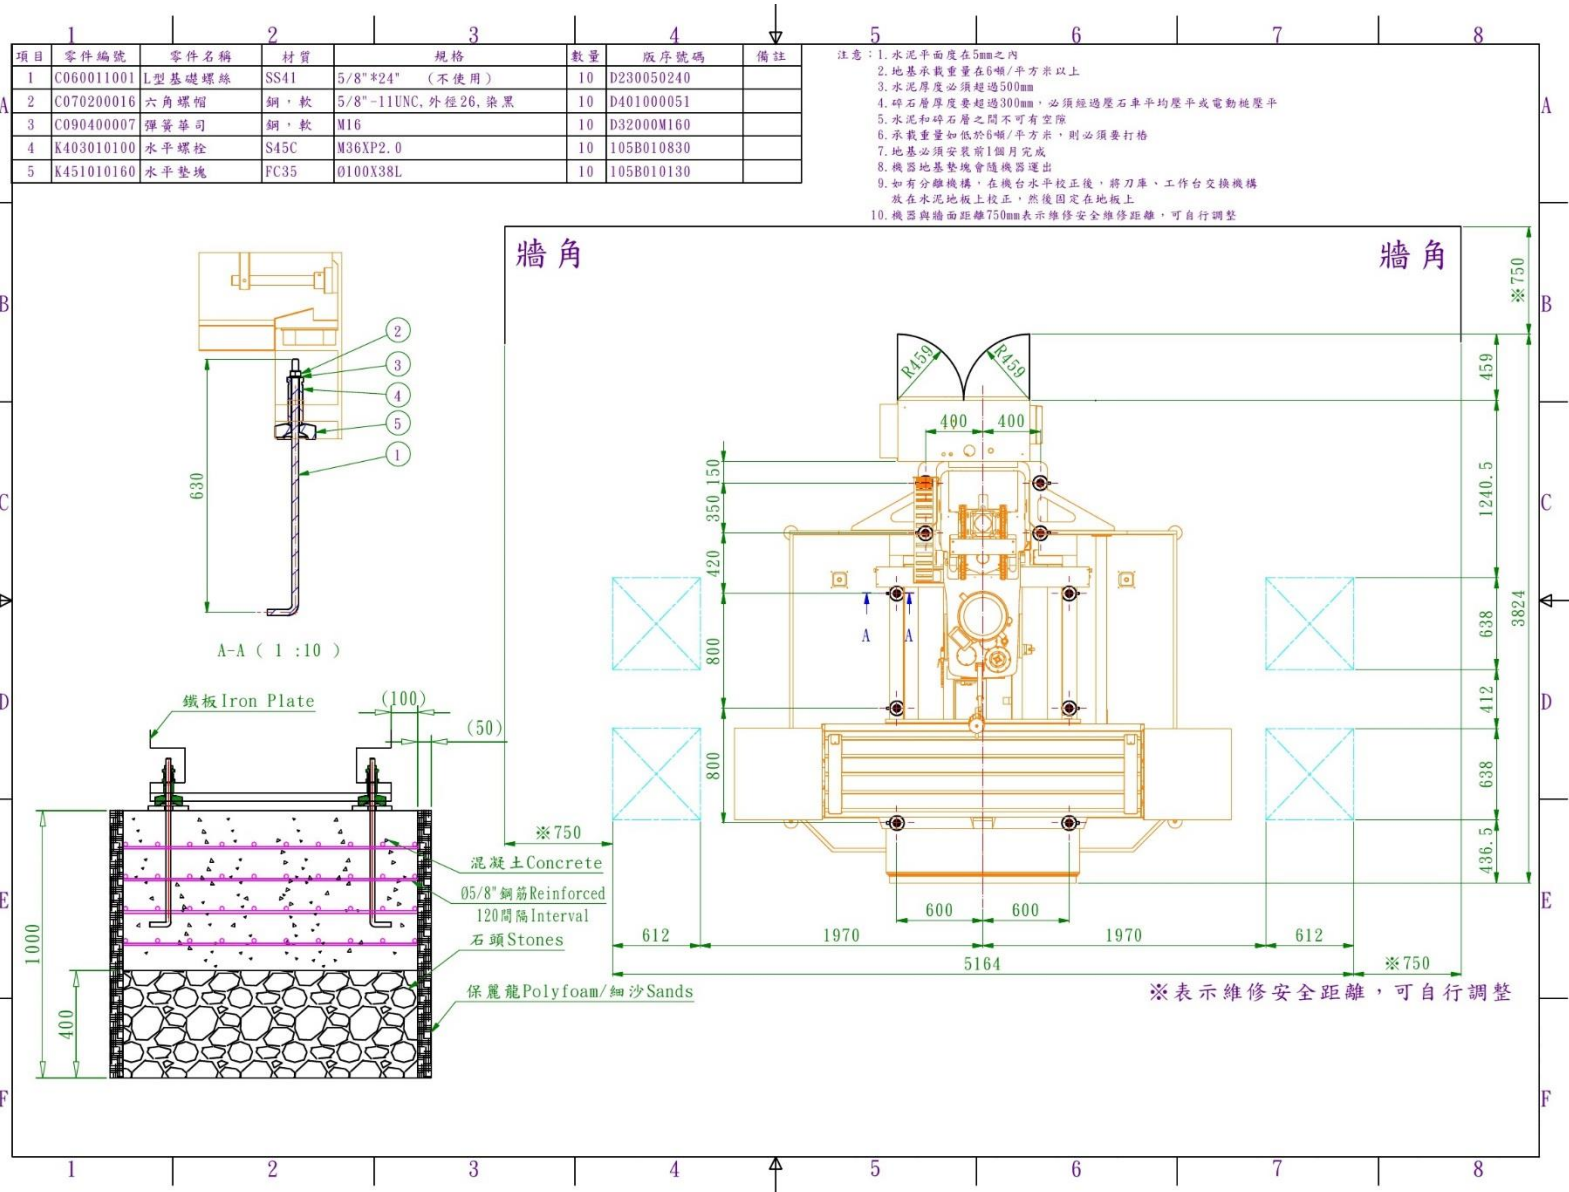 1 2 3 4 5 6 7 8
項目 零件編號 零件名稱 材質 規格 數量 版序號碼 備註
1 C060011001 L型基礎螺絲 SS41 5/8"*24" (不使用) 10 D230050240
2 C070200016 六角螺帽 鋼，軟 5/8"-11UNC,外徑26,染黑 10 D401000051
3 C090400007 彈簧華司 鋼，軟 M16 10 D32000M160
4 K403010100 水平螺栓 S45C M36XP2.0 10 105B010830
5 K451010160 水平墊塊 FC35 Ø100X38L 10 105B010130
注意：1.水泥平面度在5mm之內
2.地基承載重量在6噸/平方米以上
3.水泥厚度必須超過500mm
4.碎石層厚度要超過300mm，必須經過壓石車平均壓平或電動槌壓平
5.水泥和碎石層之間不可有空隙
6.承載重量如低於6噸/平方米，則必須要打樁
7.地基必須安裝前1個月完成
8.機器地基墊塊會隨機器運出
9.如有分離機構，在機台水平校正後，將刀庫、工作台交換機構
放在水泥地板上校正，然後固定在地板上
10.機器與牆面距離750mm表示維修安全維修距離，可自行調整
A
B
C
D
E
F
A
B
C
D
E
F
牆角
牆角
2
3
4
5
1
630
A-A ( 1 :10 )
鐵板Iron Plate
(100)
(50)
混凝土Concrete
Ø5/8"鋼筋Reinforced
120間隔Interval
石頭Stones
保麗龍Polyfoam/細沙Sands
1000
400
R459
R459
400 400
150
350
420
800
800
A A
※750
459
1240.5
638
412
638
436.5
3824
※750
600 600
612 1970 1970 612
5164
※750
※表示維修安全距離，可自行調整
1 2 3 4 5 6 7 8